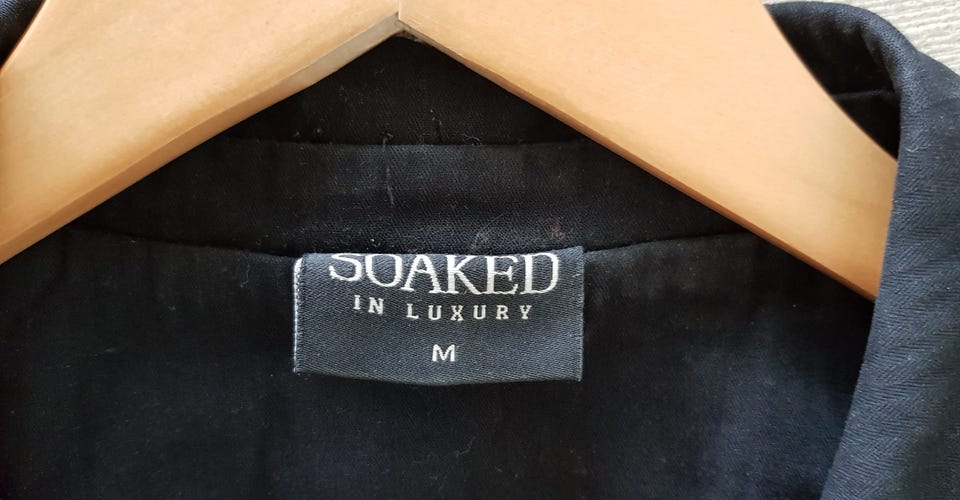 SOAKED
IN LUXURY
M